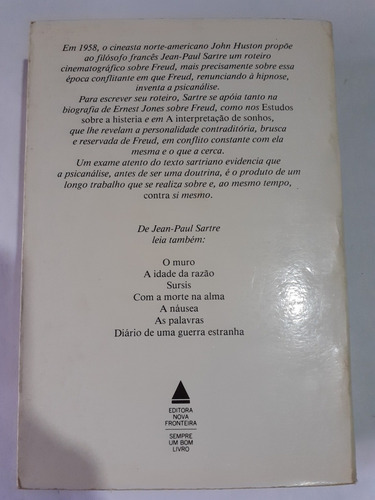 Em 1958, o cineasta norte-americano John Huston propõe
ao filósofo francês Jean-Paul Sartre um roteiro
cinematográfico sobre Freud, mais precisamente sobre essa
época conflitante em que Freud, renunciando à hipnose,
inventa a psicanálise.
Para escrever seu roteiro, Sartre se apóia tanto na
biografia de Ernest Jones sobre Freud, como nos Estudos
sobre a histeria e em A interpretação de sonhos,
que lhe revelam a personalidade contraditória, brusca
e reservada de Freud, em conflito constante com ela
mesma e o que a cerca.
Um exame atento do texto sartriano evidencia que
a psicanálise, antes de ser uma doutrina, é o produto de um
longo trabalho que se realiza sobre e, ao mesmo tempo,
contra si mesmo.
De Jean-Paul Sartre
leia também:
O muro
A idade da razão
Sursis
Com a morte na alma
A náusea
As palavras
Diário de uma guerra estranha
EDITORA
NOVA
FRONTEIRA
SEMPRE
UM BOM
LIVRO